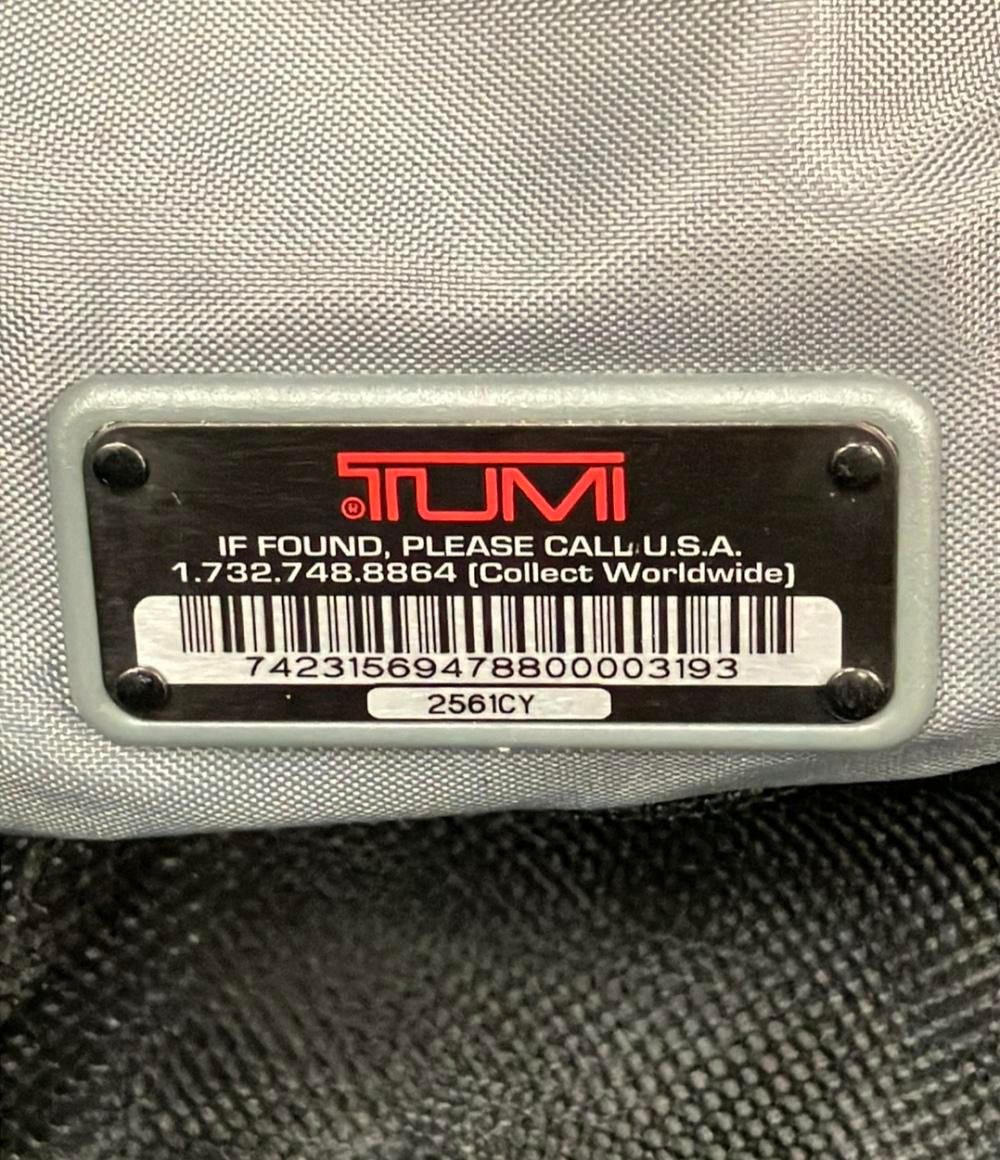 TUMI
IF FOUND, PLEASE CALL U.S.A.
1.732.748.8864 (Collect Worldwide)
74231569478800003193
2561CY